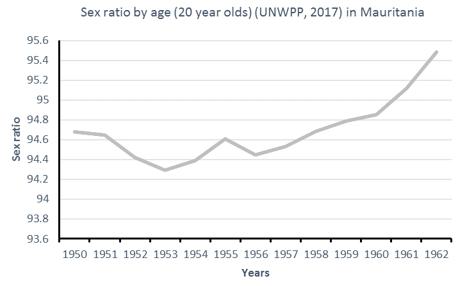 Sex ratio by age (20 year olds) (UNWPP, 2017) in Mauritania
95.6
95.4
95.2
95
94.8
94.6
94.4
94.2
94
93.8
93.6
Sex ratio
1950 1951 1952 1953 1954 1955 1956 1957 1958 1959 1960 1961 1962
Years